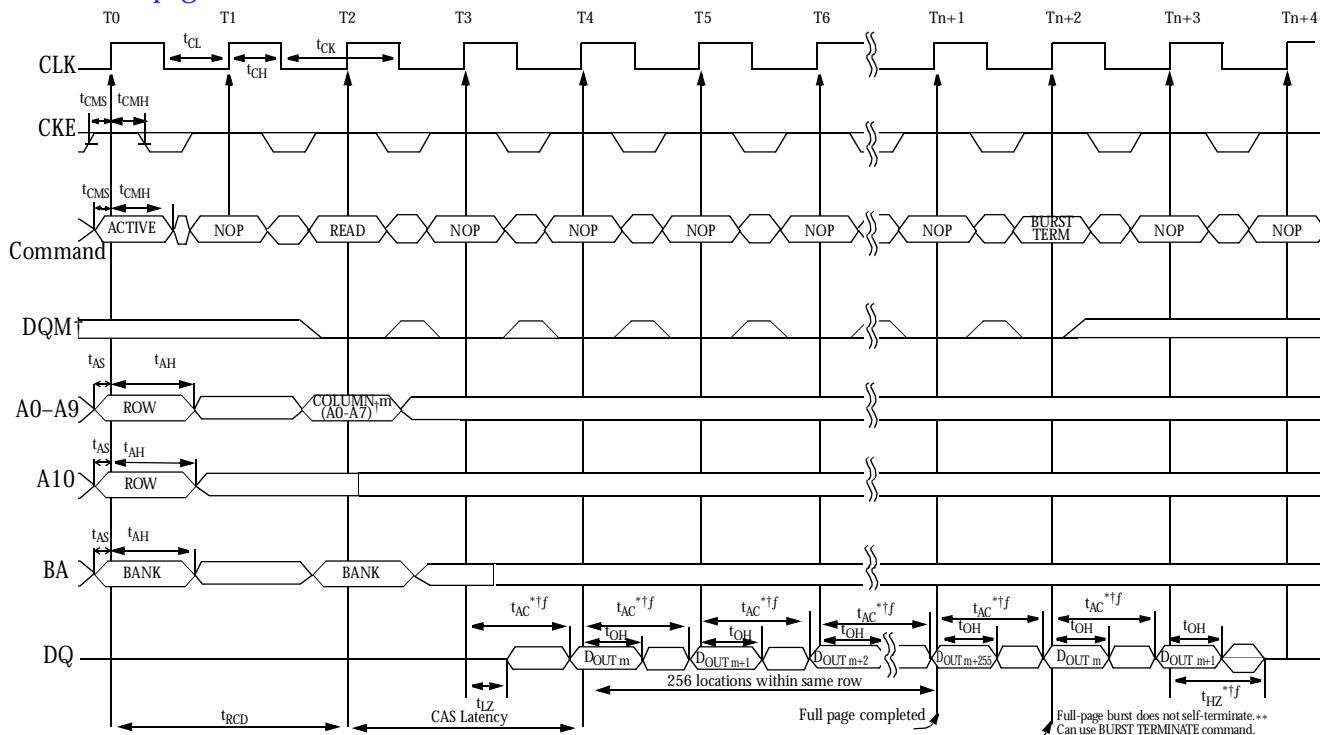 T0 T1 T2 T3 T4 T5 T6 Tn+1 Tn+2 Tn+3 Tn+4
CLK tCL tCH tCK
tCMS tCMH
CKE
tCMS tCMH
Command ACTIVE NOP READ NOP NOP NOP NOP NOP BURST TERM NOP NOP
DQM†
tAS tAH
A0–A9 ROW COLUMN m (A0-A7)†
tAS tAH
A10 ROW
tAS tAH
BA BANK BANK
tAC*†f tAC*†f tAC*†f tAC*†f tAC*†f tAC*†f
tOH tOH tOH tOH tOH tOH
DQ DOUT m DOUT m+1 DOUT m+2 DOUT m+255 DOUT m DOUT m+1
256 locations within same row
tLZ tHZ*†f
tRCD CAS Latency
Full page completed
Full-page burst does not self-terminate.**
Can use BURST TERMINATE command.